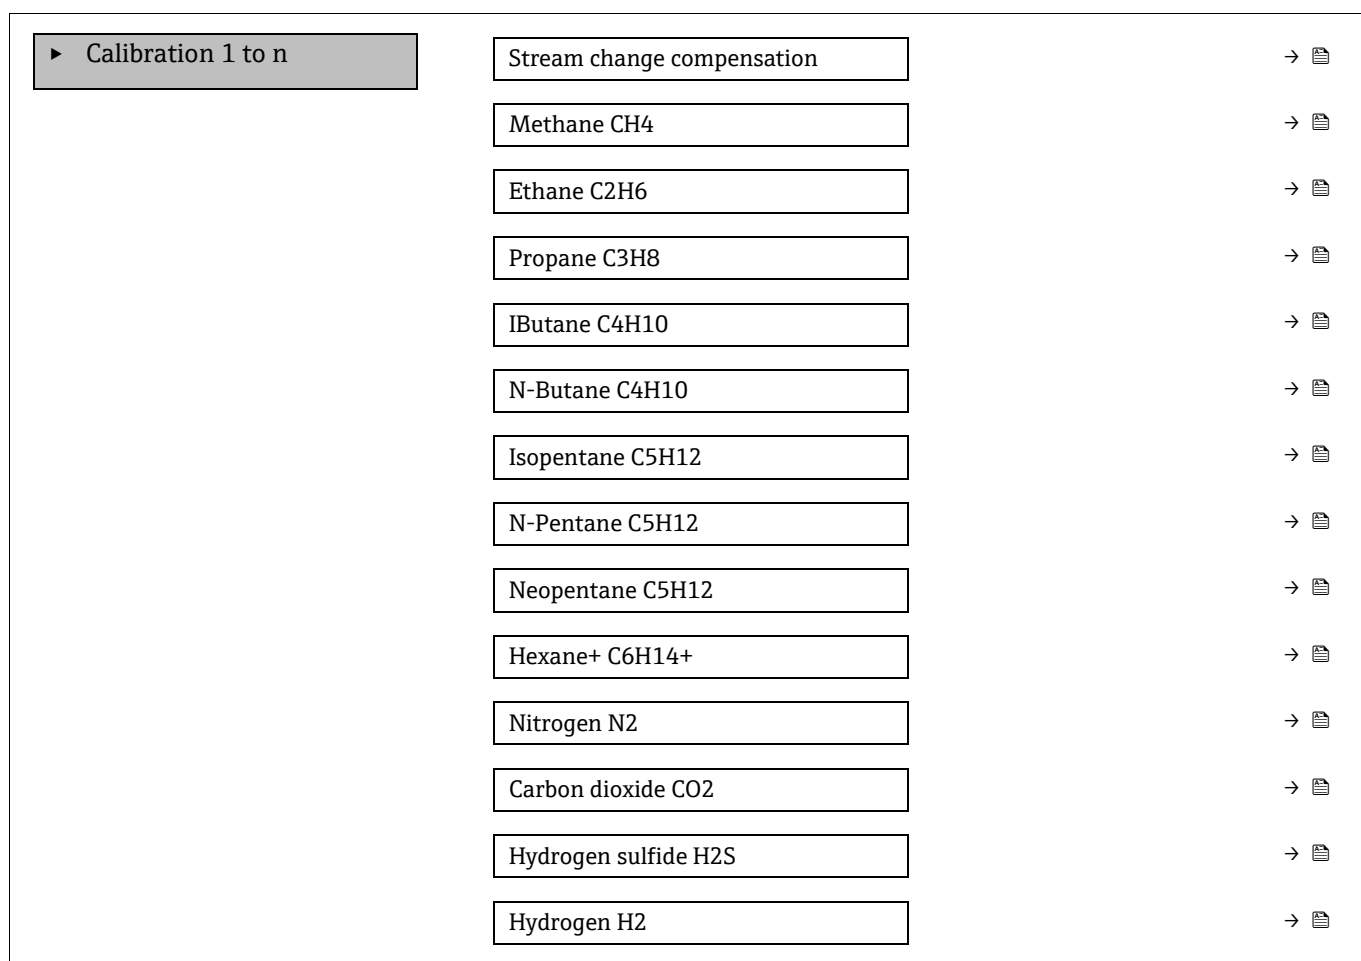 ▸ Calibration 1 to n
Stream change compensation →
Methane CH4 →
Ethane C2H6 →
Propane C3H8 →
IButane C4H10 →
N-Butane C4H10 →
Isopentane C5H12 →
N-Pentane C5H12 →
Neopentane C5H12 →
Hexane+ C6H14+ →
Nitrogen N2 →
Carbon dioxide CO2 →
Hydrogen sulfide H2S →
Hydrogen H2 →